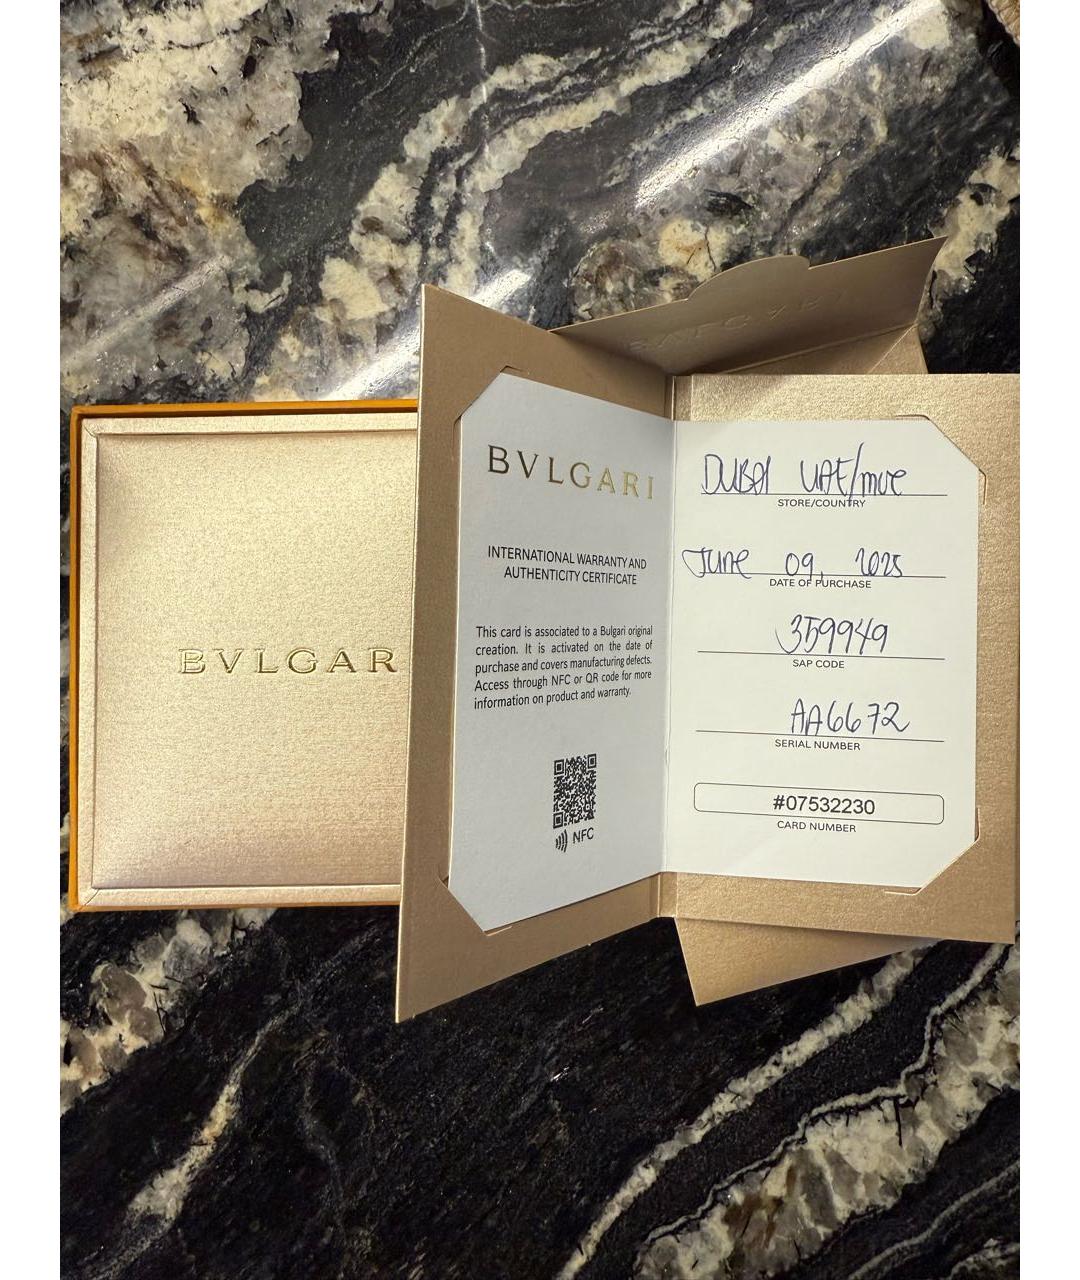 BVLGARI
BVLGAR
BVLGARI
INTERNATIONAL WARRANTY AND
AUTHENTICITY CERTIFICATE
This card is associated to a Bulgari original
creation. It is activated on the date of
purchase and covers manufacturing defects.
Access through NFC or QR code for more
information on product and warranty.
NFC
DUBAI UAE/moe
STORE/COUNTRY
June 09, 2025
DATE OF PURCHASE
359949
SAP CODE
AA6672
SERIAL NUMBER
#07532230
CARD NUMBER